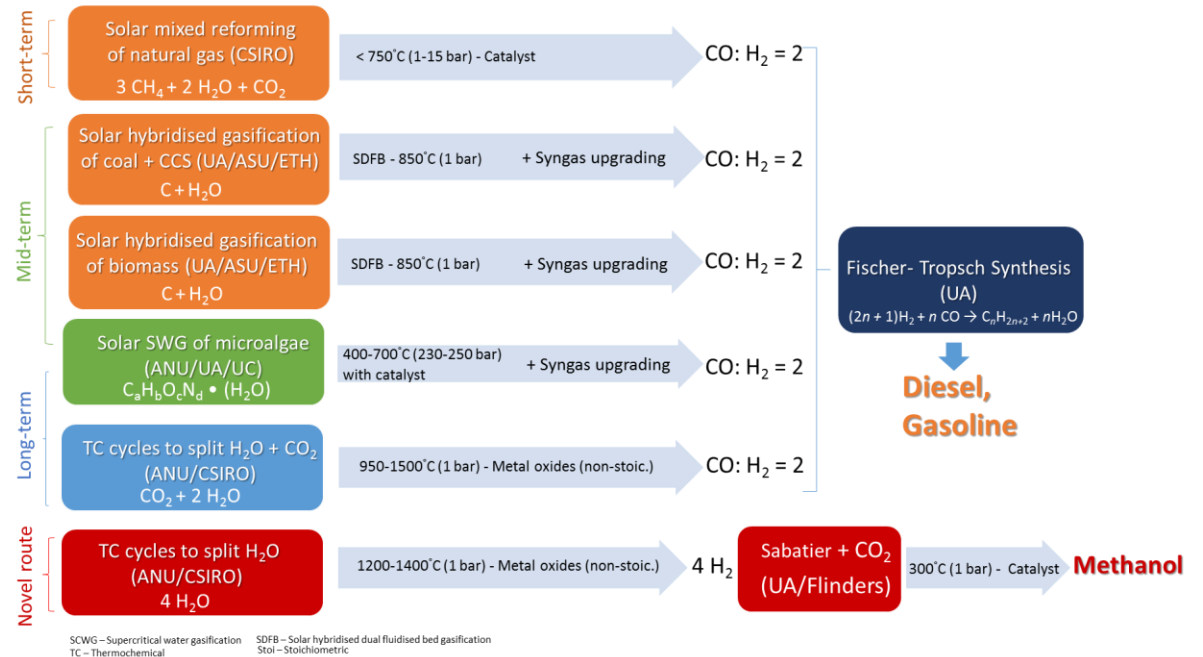 Short-term
Solar mixed reforming
of natural gas (CSIRO)
3 CH₄ + 2 H₂O + CO₂
< 750°C (1-15 bar) - Catalyst
CO: H₂ = 2
Mid-term
Solar hybridised gasification
of coal + CCS (UA/ASU/ETH)
C + H₂O
SDFB - 850°C (1 bar)
+ Syngas upgrading
CO: H₂ = 2
Solar hybridised gasification
of biomass (UA/ASU/ETH)
C + H₂O
SDFB - 850°C (1 bar)
+ Syngas upgrading
CO: H₂ = 2
Solar SWG of microalgae
(ANU/UA/UC)
CₐH_bO_cN_d • (H₂O)
400-700°C (230-250 bar)
with catalyst
+ Syngas upgrading
CO: H₂ = 2
Long-term
TC cycles to split H₂O + CO₂
(ANU/CSIRO)
CO₂ + 2 H₂O
950-1500°C (1 bar) - Metal oxides (non-stoic.)
CO: H₂ = 2
Fischer- Tropsch Synthesis
(UA)
(2n + 1)H₂ + n CO → CₙH₂ₙ₊₂ + nH₂O
Diesel,
Gasoline
Novel route
TC cycles to split H₂O
(ANU/CSIRO)
4 H₂O
1200-1400°C (1 bar) - Metal oxides (non-stoic.)
4 H₂
Sabatier + CO₂
(UA/Flinders)
300°C (1 bar) - Catalyst
Methanol
SCWG – Supercritical water gasification
SDFB – Solar hybridised dual fluidised bed gasification
TC – Thermochemical
Stoi – Stoichiometric